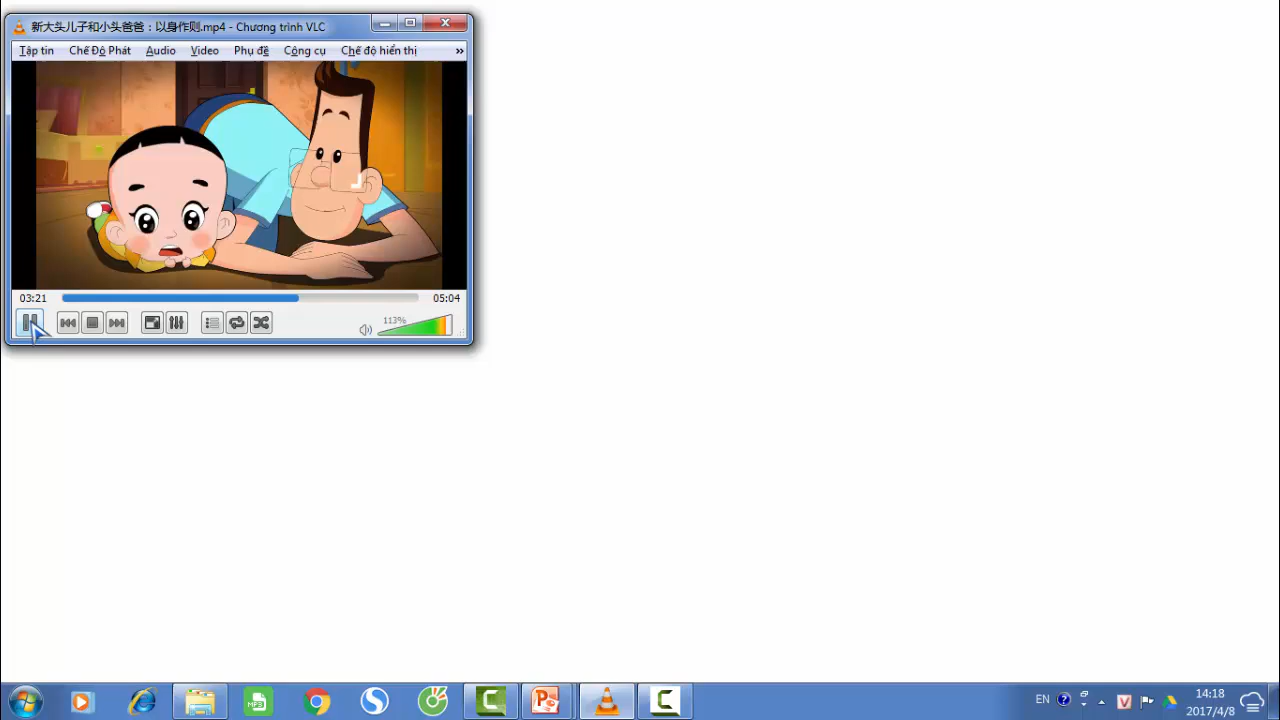 新大头儿子和小头爸爸：以身作则.mp4 - Chương trình VLC
Tập tin Chế Độ Phát Audio Video Phụ đề Công cụ Chế độ hiển thị »
03:21 05:04
113%
MP3
EN 14:18
2017/4/8